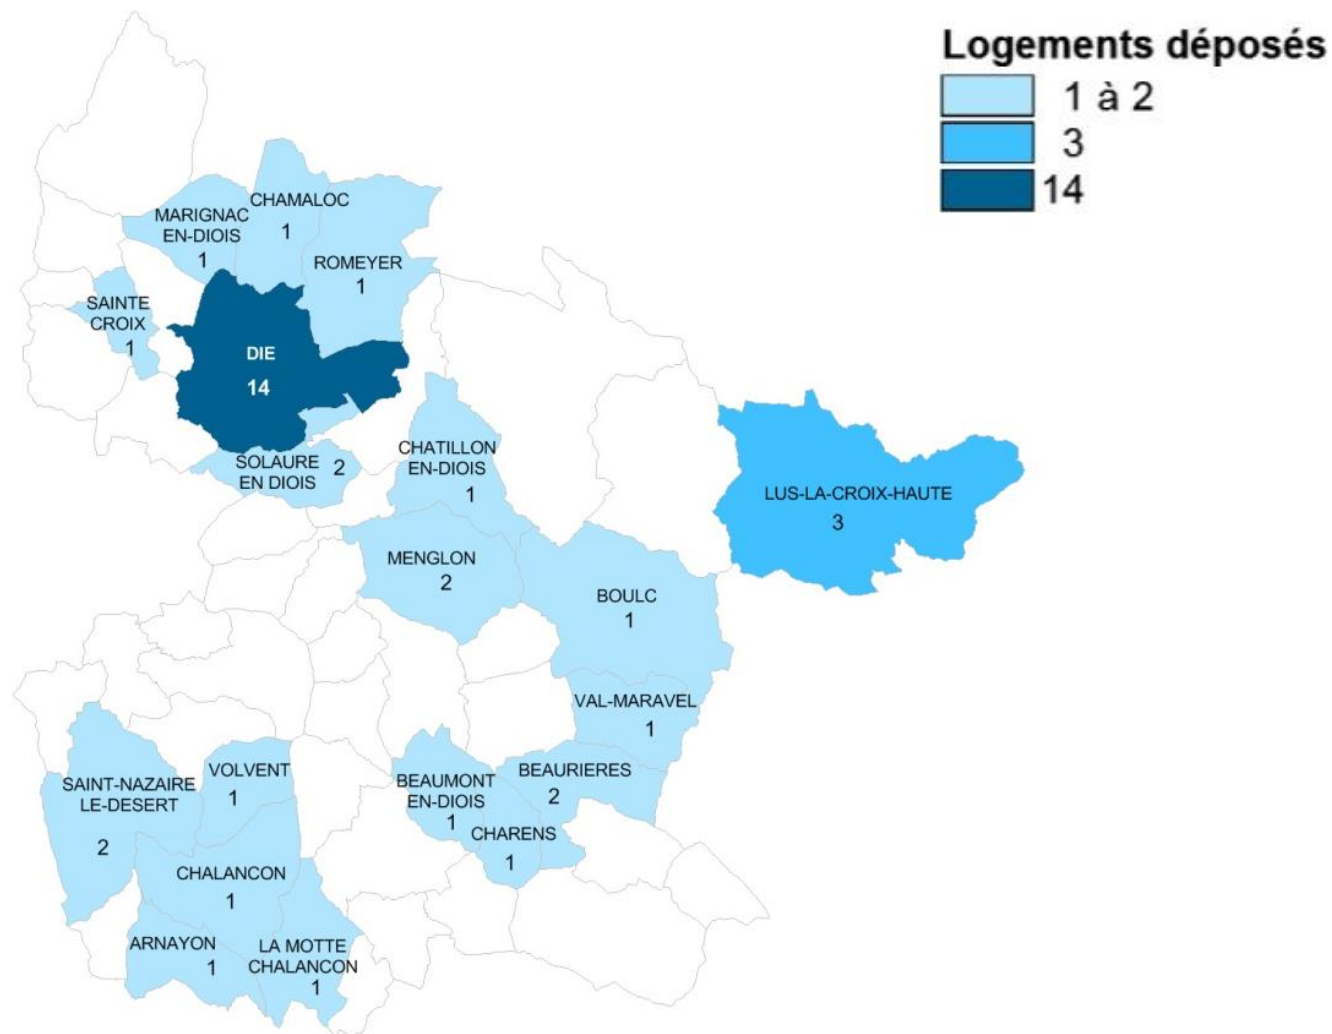 Logements déposés
1 à 2
3
14
CHAMALOC
1
MARIGNAC
EN-DIOIS
1
ROMEYER
1
SAINTE
CROIX
1
DIE
14
SOLAURE
EN DIOIS
2
CHATILLON
EN-DIOIS
1
LUS-LA-CROIX-HAUTE
3
MENGLON
2
BOULC
1
VAL-MARAVEL
1
SAINT-NAZAIRE
LE-DESERT
2
VOLVENT
1
BEAUMONT
EN-DIOIS
1
BEAURIERES
2
CHARENS
1
CHALANCON
1
ARNAYON
1
LA MOTTE
CHALANCON
1